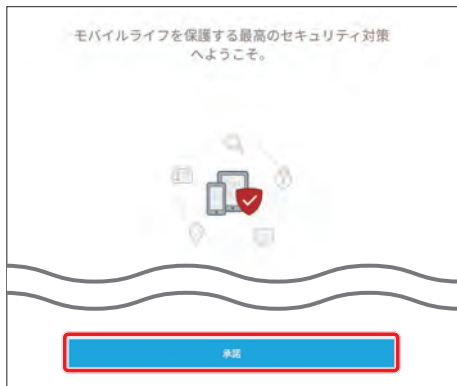 モバイルライフを保護する最高のセキュリティ対策
へようこそ。
承諾